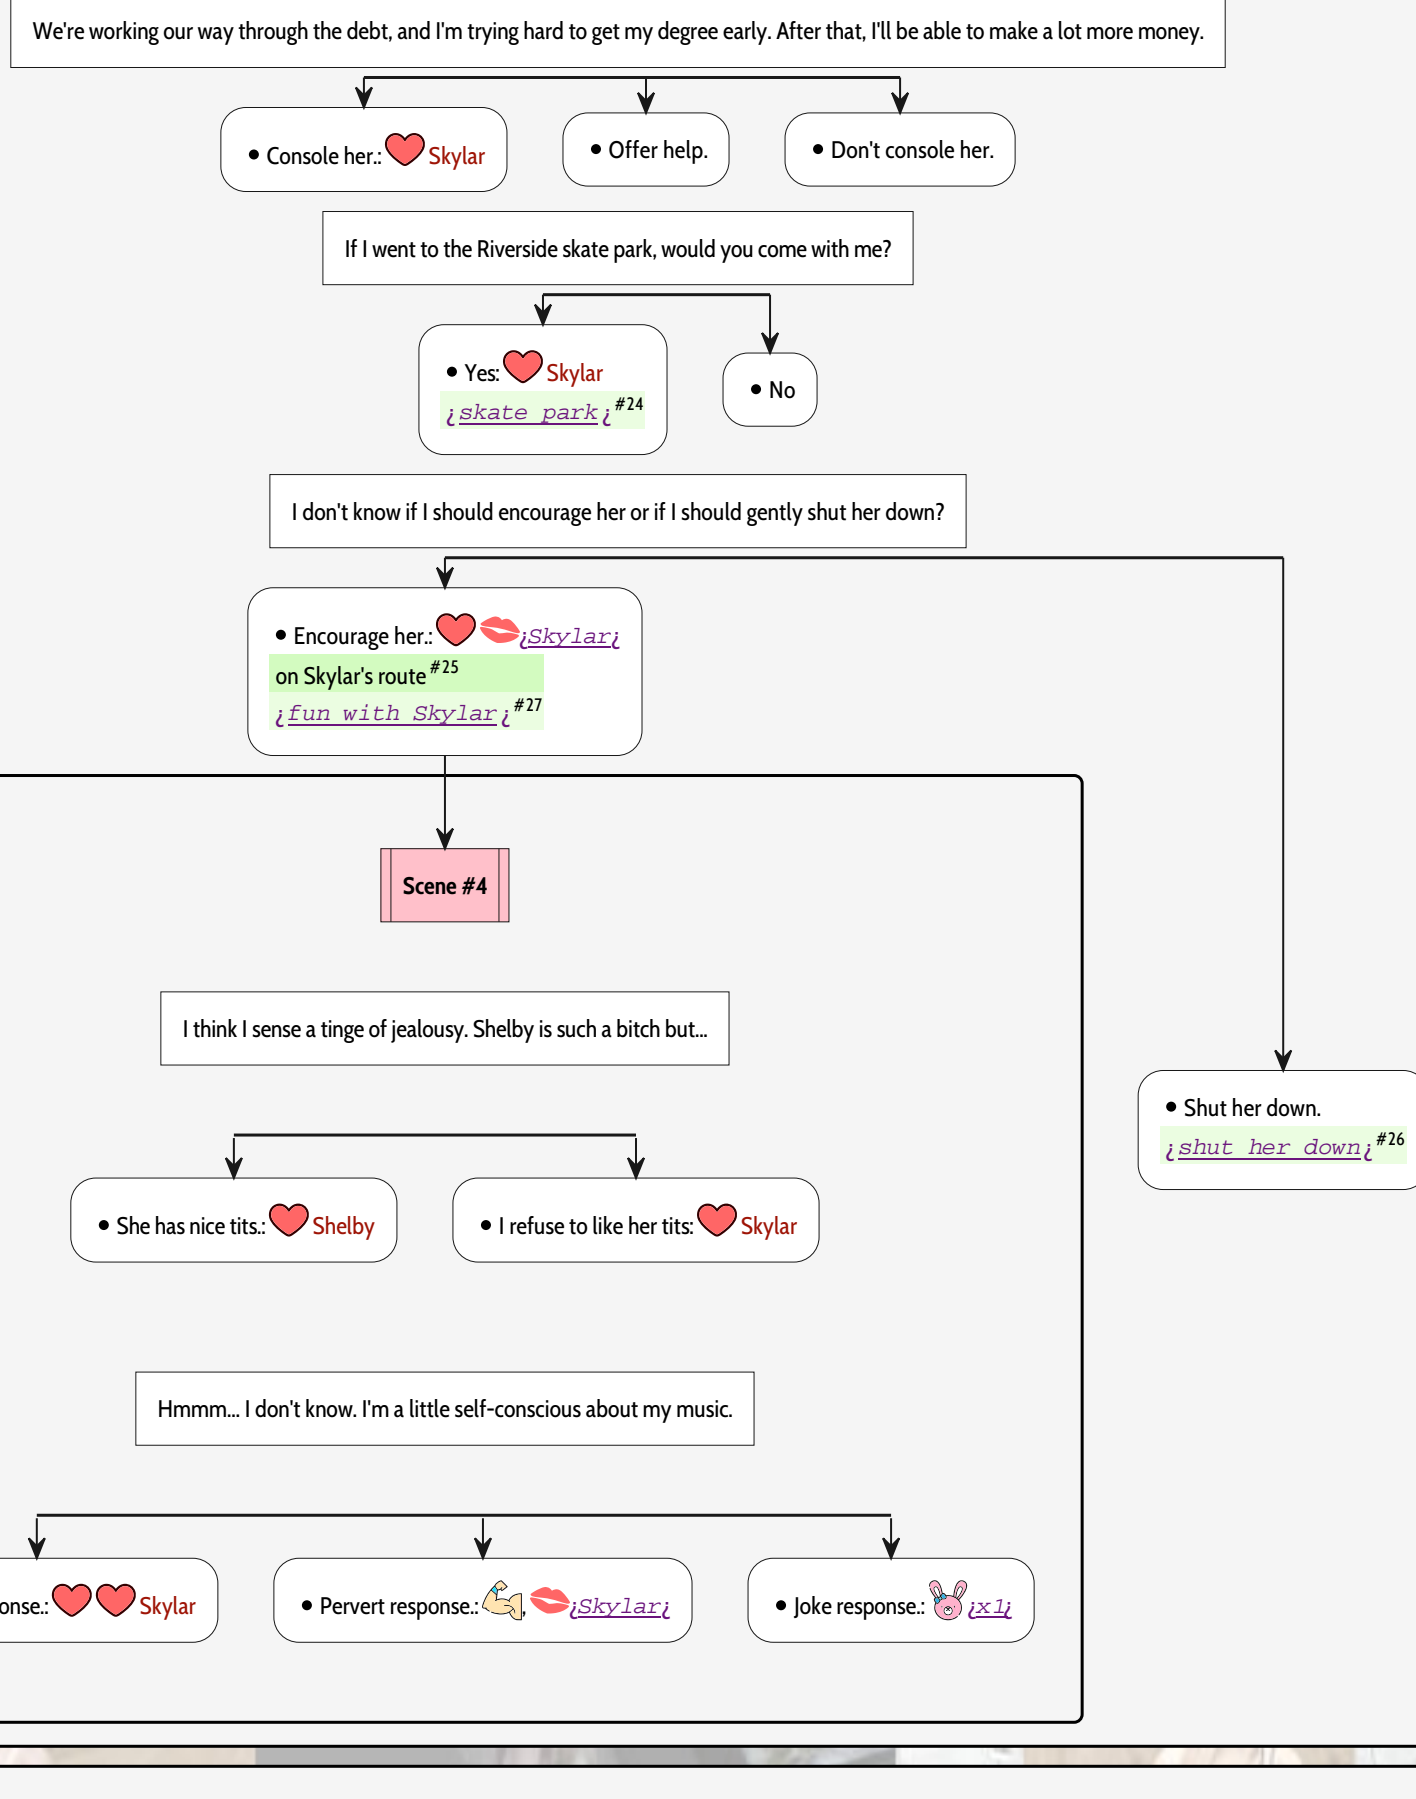 We're working our way through the debt, and I'm trying hard to get my degree early. After that, I'll be able to make a lot more money.
• Console her.: Skylar
• Offer help.
• Don't console her.
If I went to the Riverside skate park, would you come with me?
• Yes: Skylar
¿skate park¿ #24
• No
I don't know if I should encourage her or if I should gently shut her down?
• Encourage her.: ¿Skylar¿
on Skylar's route #25
¿fun with Skylar¿ #27
Scene #4
I think I sense a tinge of jealousy. Shelby is such a bitch but...
• Shut her down.
¿shut her down¿ #26
• She has nice tits.: Shelby
• I refuse to like her tits: Skylar
Hmmm... I don't know. I'm a little self-conscious about my music.
onse.: Skylar
• Pervert response.: , ¿Skylar¿
• Joke response.: ¿x1¿